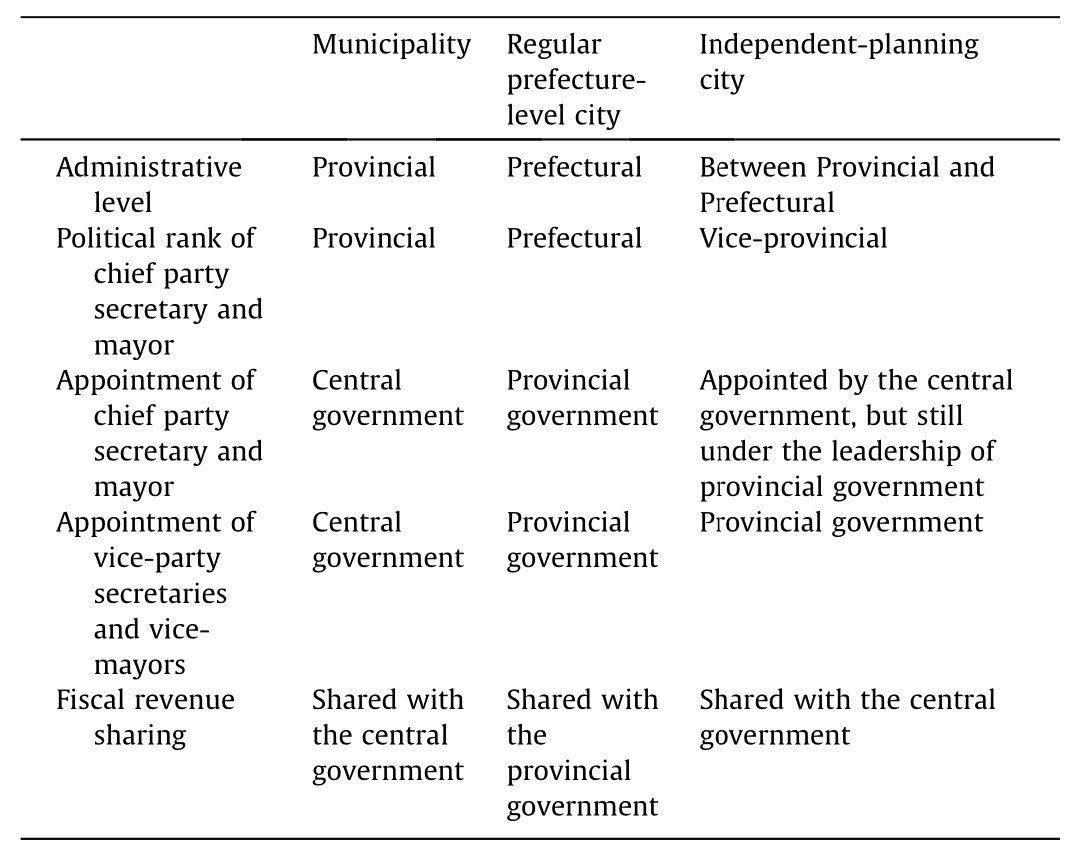 Municipality Regular Independent-planning
prefecture- city
level city
Administrative Provincial Prefectural Between Provincial and
level Prefectural
Political rank of Provincial Prefectural Vice-provincial
chief party
secretary and
mayor
Appointment of Central Provincial Appointed by the central
chief party government government government, but still
secretary and under the leadership of
mayor provincial government
Appointment of Central Provincial Provincial government
vice-party government government
secretaries
and vice-
mayors
Fiscal revenue Shared with Shared with Shared with the central
sharing the central the government
government provincial
government